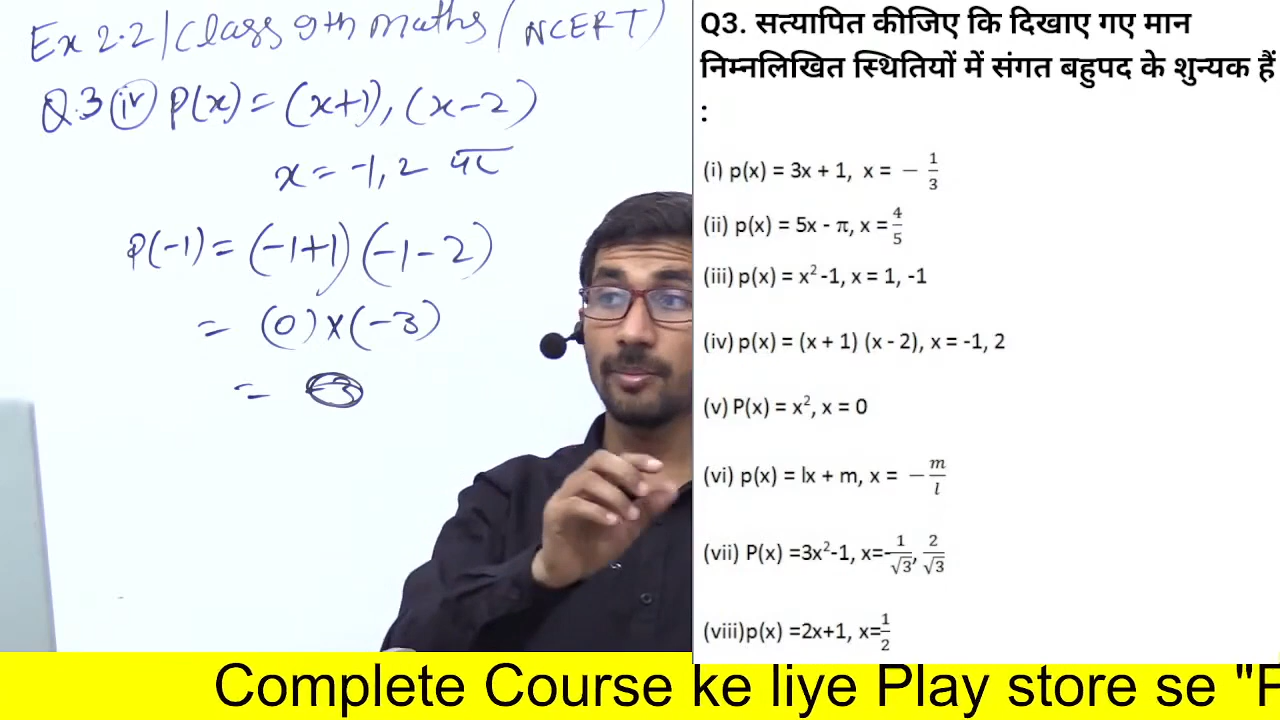 Ex 2.2/Class 9th maths/(NCERT)
Q.3 (iv) P(x) = (x+1), (x-2)
x = -1, 2 पर
P(-1) = (-1+1) (-1-2)
= (0) × (-3)
=
Q3. सत्यापित कीजिए कि दिखाए गए मान
निम्नलिखित स्थितियों में संगत बहुपद के शुन्यक हैं
:
(i) p(x) = 3x + 1, x = - 1/3
(ii) p(x) = 5x - π, x = 4/5
(iii) p(x) = x² -1, x = 1, -1
(iv) p(x) = (x + 1) (x - 2), x = -1, 2
(v) P(x) = x², x = 0
(vi) p(x) = lx + m, x = - m/l
(vii) P(x) =3x²-1, x=-1/√3, 2/√3
(viii)p(x) =2x+1, x=1/2
Complete Course ke liye Play store se "